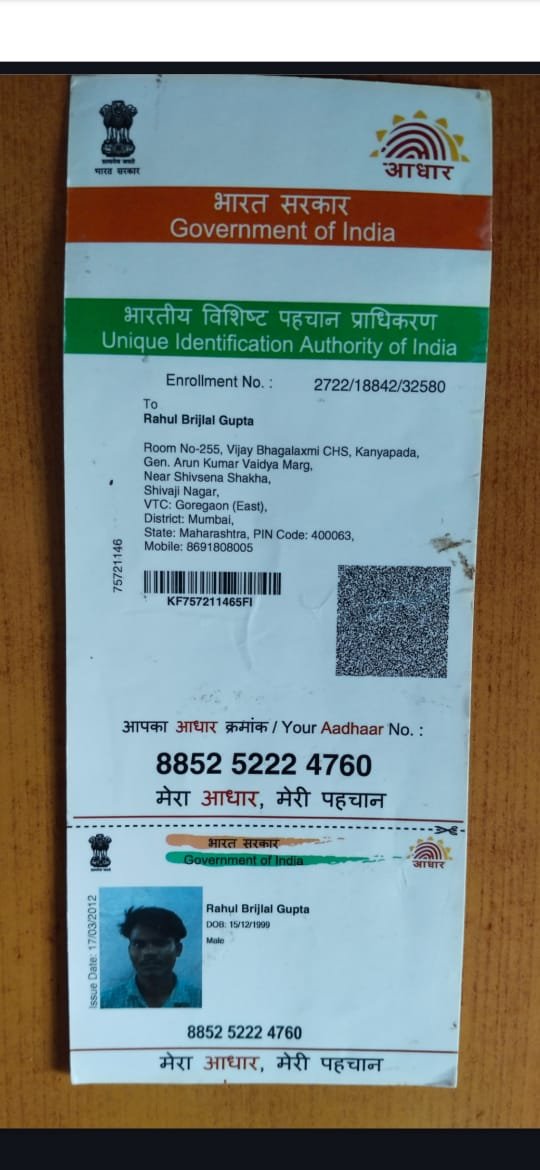 भारत सरकार
आधार
भारत सरकार
Government of India
भारतीय विशिष्ट पहचान प्राधिकरण
Unique Identification Authority of India
Enrollment No. : 2722/18842/32580
To
Rahul Brijlal Gupta
Room No-255, Vijay Bhagalaxmi CHS, Kanyapada,
Gen. Arun Kumar Vaidya Marg,
Near Shivsena Shakha,
Shivaji Nagar,
VTC: Goregaon (East),
District: Mumbai,
State: Maharashtra, PIN Code: 400063,
Mobile: 8691808005
75721146
KF757211465FI
आपका आधार क्रमांक / Your Aadhaar No. :
8852 5222 4760
मेरा आधार, मेरी पहचान
भारत सरकार
Government of India
आधार
Issue Date: 17/03/2012
Rahul Brijlal Gupta
DOB: 15/12/1999
Male
8852 5222 4760
मेरा आधार, मेरी पहचान